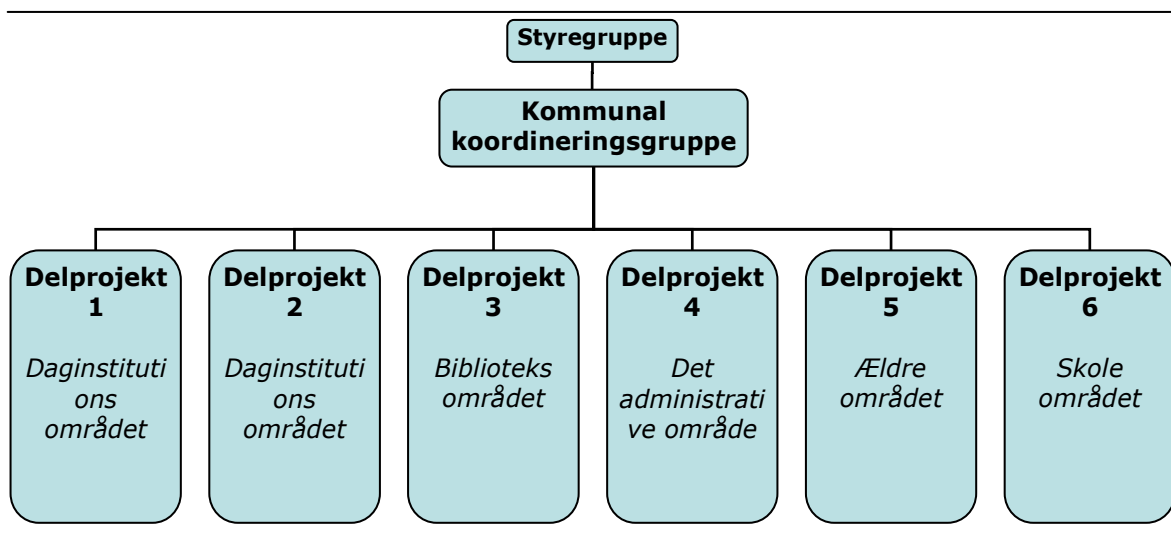 Styregruppe
Kommunal
koordineringsgruppe
Delprojekt
1
Daginstituti
ons
området
Delprojekt
2
Daginstituti
ons
området
Delprojekt
3
Biblioteks
området
Delprojekt
4
Det
administrati
ve område
Delprojekt
5
Ældre
området
Delprojekt
6
Skole
området